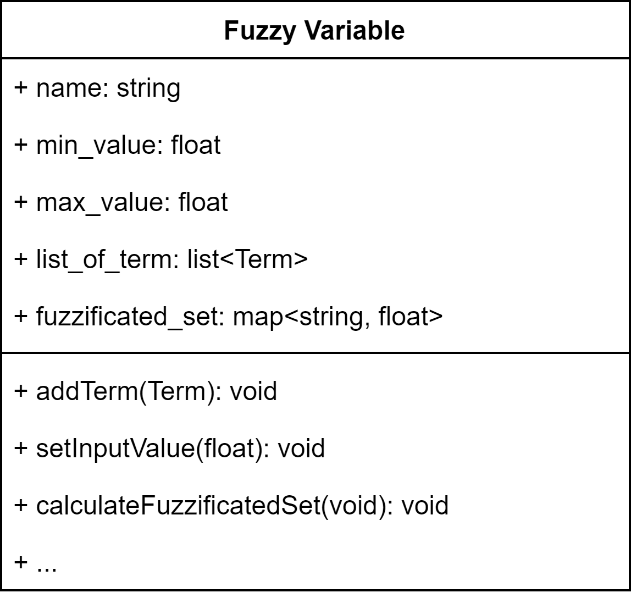 Fuzzy Variable
+ name: string
+ min_value: float
+ max_value: float
+ list_of_term: list<Term>
+ fuzzificated_set: map<string, float>
+ addTerm(Term): void
+ setInputValue(float): void
+ calculateFuzzificatedSet(void): void
+ ...